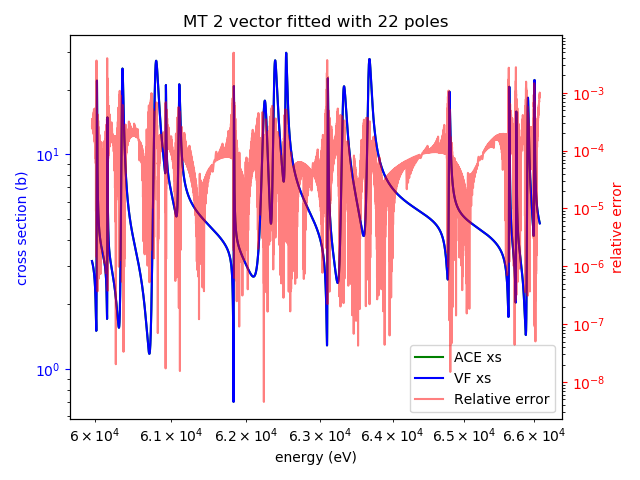 MT 2 vector fitted with 22 poles
cross section (b)
10¹
10⁰
10⁻³
10⁻⁴
10⁻⁵
10⁻⁶
10⁻⁷
10⁻⁸
relative error
ACE xs
VF xs
Relative error
6 × 10⁴ 6.1 × 10⁴ 6.2 × 10⁴ 6.3 × 10⁴ 6.4 × 10⁴ 6.5 × 10⁴ 6.6 × 10⁴
energy (eV)